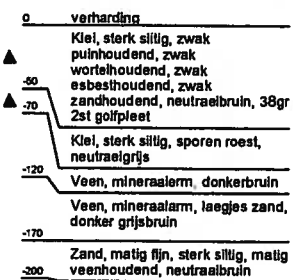 0 verharding
Klei, sterk siltig, zwak
puinhoudend, zwak
wortelhoudend, zwak
-50 esbesthoudend, zwak
zandhoudend, neutraalbruin, 38gr
-70 2st golfpleet
Klei, sterk siltig, sporen roest,
neutraalgrijs
-120 Veen, mineraalarm, donkerbruin
Veen, mineraalarm, laagjes zand,
donker grijsbruin
-170
Zand, matig fijn, sterk siltig, matig
-200 veenhoudend, neutraalbruin